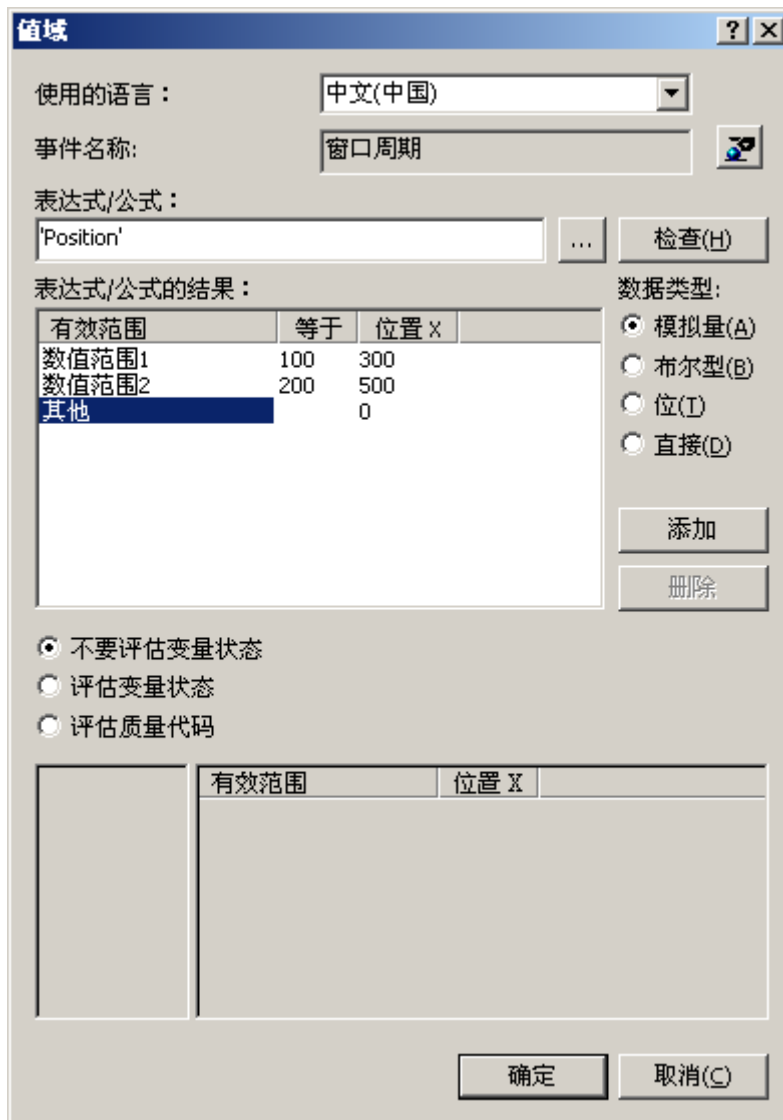 值域
使用的语言： 中文(中国)
事件名称: 窗口周期
表达式/公式：
'Position' ... 检查(H)
表达式/公式的结果： 数据类型:
有效范围 等于 位置 X 模拟量(A)
数值范围1 100 300
数值范围2 200 500 布尔型(B)
其他 0 位(T)
直接(D)
添加
删除
不要评估变量状态
评估变量状态
评估质量代码
有效范围 位置 X
确定 取消(C)